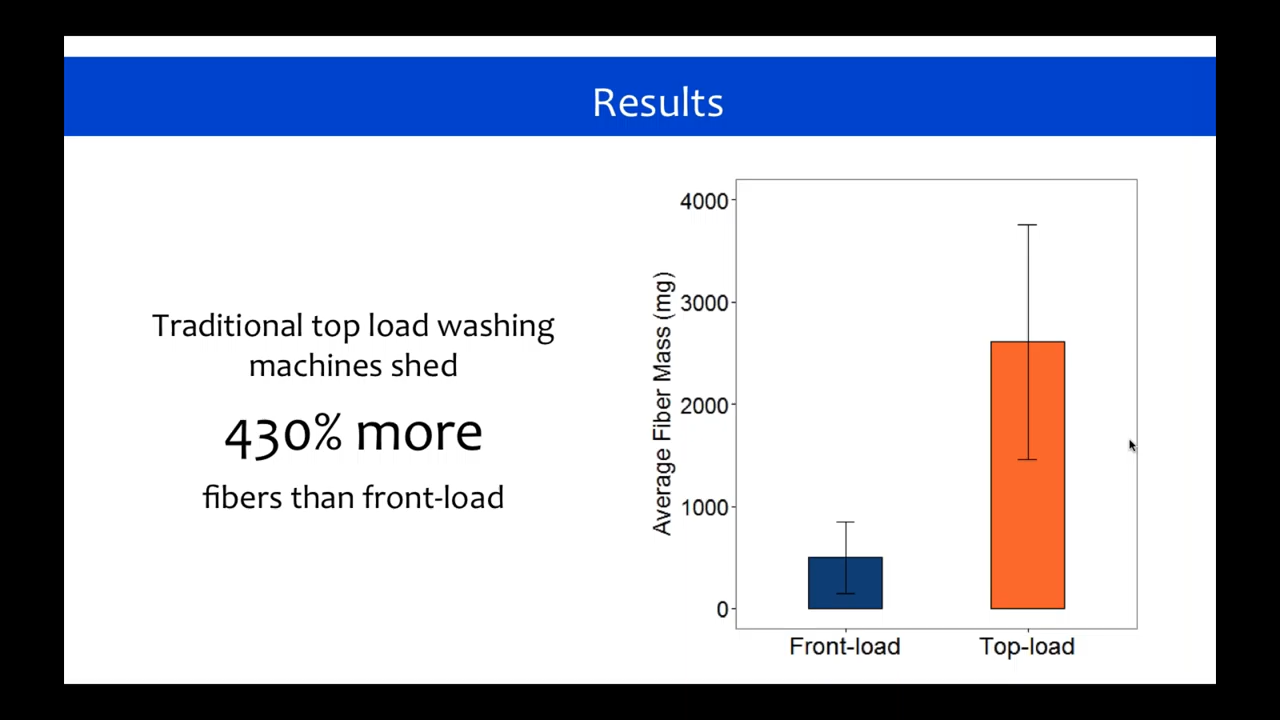 Results
Traditional top load washing
machines shed
430% more
fibers than front-load
Average Fiber Mass (mg)
4000
3000
2000
1000
0
Front-load
Top-load